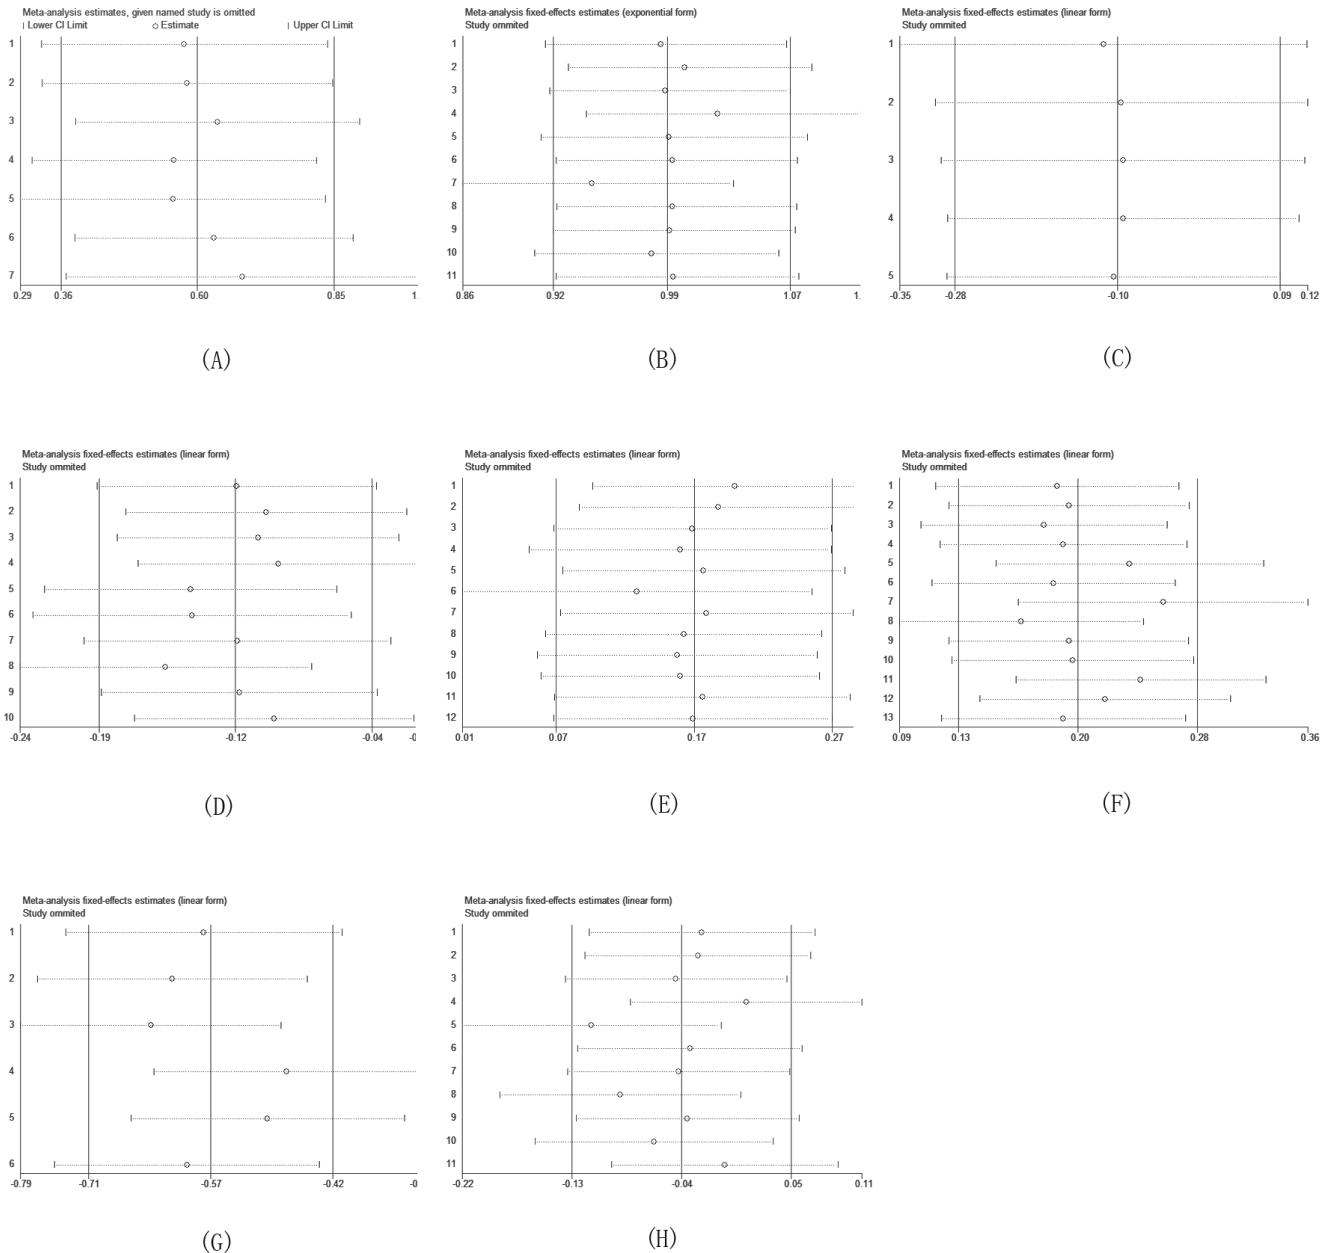 Meta-analysis estimates, given named study is omitted
| Lower CI Limit ○ Estimate | Upper CI Limit
1
2
3
4
5
6
7
0.29 0.36 0.60 0.85 1.
(A)
Meta-analysis fixed-effects estimates (exponential form)
Study ommited
1
2
3
4
5
6
7
8
9
10
11
0.86 0.92 0.99 1.07 1.
(B)
Meta-analysis fixed-effects estimates (linear form)
Study ommited
1
2
3
4
5
-0.35 -0.28 -0.10 0.09 0.12
(C)
Meta-analysis fixed-effects estimates (linear form)
Study ommited
1
2
3
4
5
6
7
8
9
10
-0.24 -0.19 -0.12 -0.04 -0
(D)
Meta-analysis fixed-effects estimates (linear form)
Study ommited
1
2
3
4
5
6
7
8
9
10
11
12
0.01 0.07 0.17 0.27
(E)
Meta-analysis fixed-effects estimates (linear form)
Study ommited
1
2
3
4
5
6
7
8
9
10
11
12
13
0.09 0.13 0.20 0.28 0.36
(F)
Meta-analysis fixed-effects estimates (linear form)
Study ommited
1
2
3
4
5
6
-0.79 -0.71 -0.57 -0.42 -0
(G)
Meta-analysis fixed-effects estimates (linear form)
Study ommited
1
2
3
4
5
6
7
8
9
10
11
-0.22 -0.13 -0.04 0.05 0.11
(H)